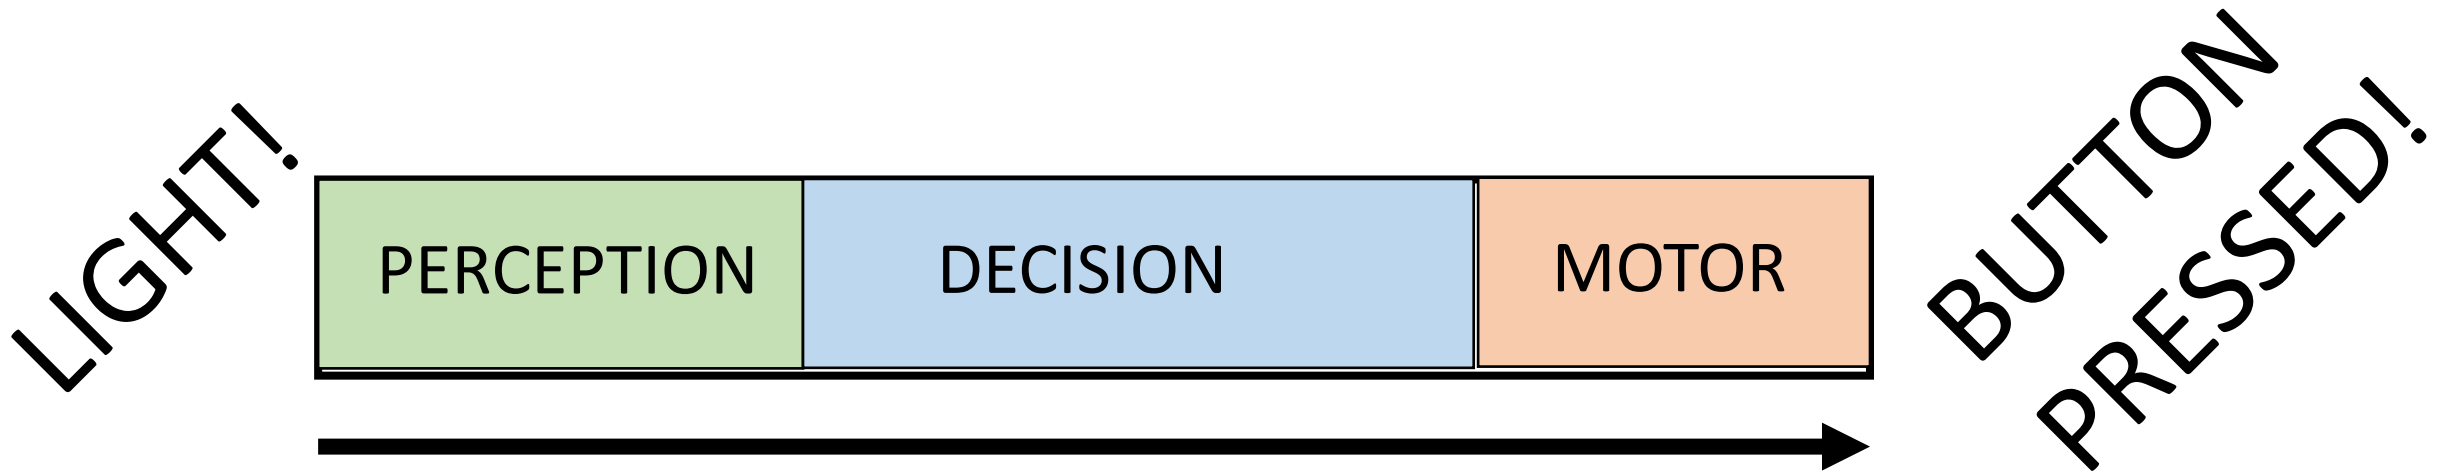 LIGHT!
PERCEPTION
DECISION
MOTOR
BUTTON
PRESSED!